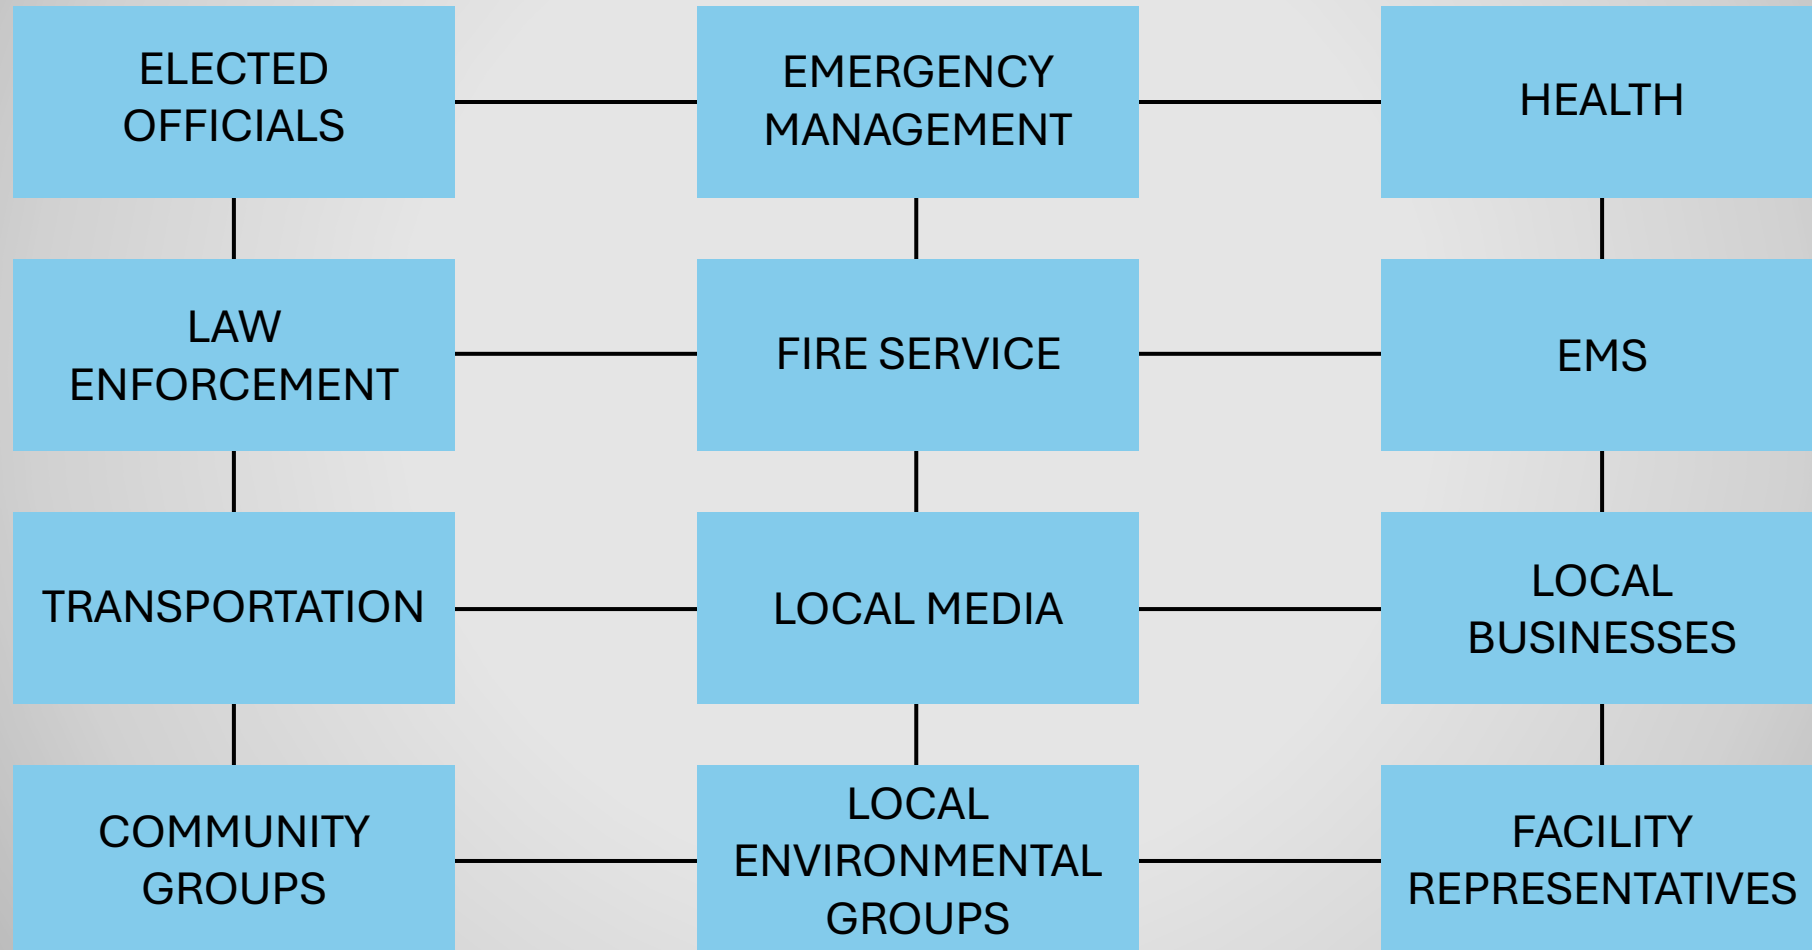 ELECTED
OFFICIALS
EMERGENCY
MANAGEMENT
HEALTH
LAW
ENFORCEMENT
FIRE SERVICE
EMS
TRANSPORTATION
LOCAL MEDIA
LOCAL
BUSINESSES
COMMUNITY
GROUPS
LOCAL
ENVIRONMENTAL
GROUPS
FACILITY
REPRESENTATIVES